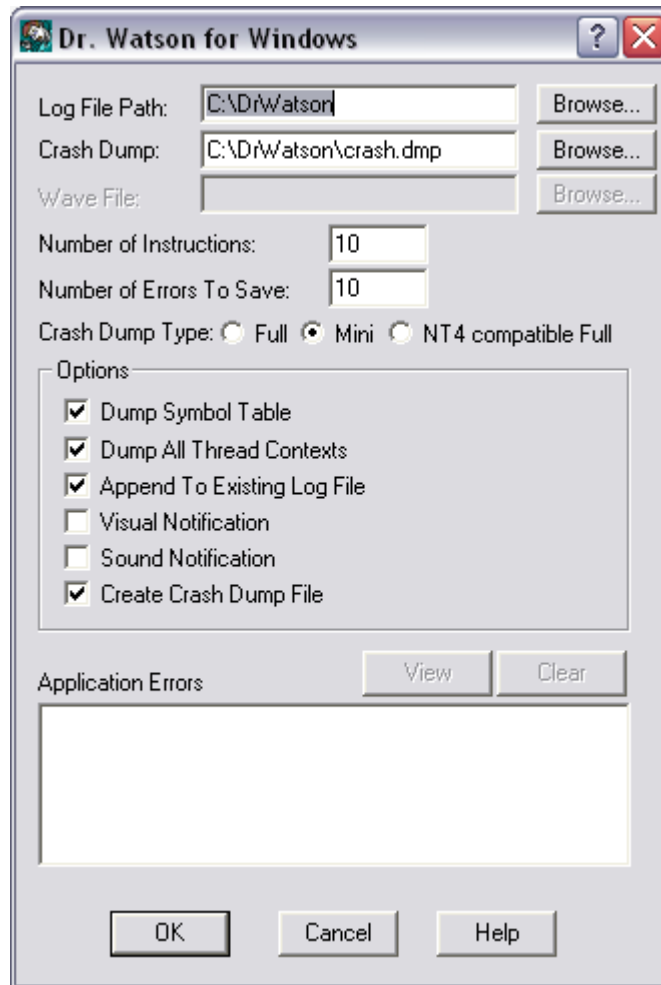 Dr. Watson for Windows
Log File Path: C:\DrWatson Browse...
Crash Dump: C:\DrWatson\crash.dmp Browse...
Wave File: Browse...
Number of Instructions: 10
Number of Errors To Save: 10
Crash Dump Type: Full Mini NT4 compatible Full
Options
Dump Symbol Table
Dump All Thread Contexts
Append To Existing Log File
Visual Notification
Sound Notification
Create Crash Dump File
Application Errors View Clear
OK Cancel Help